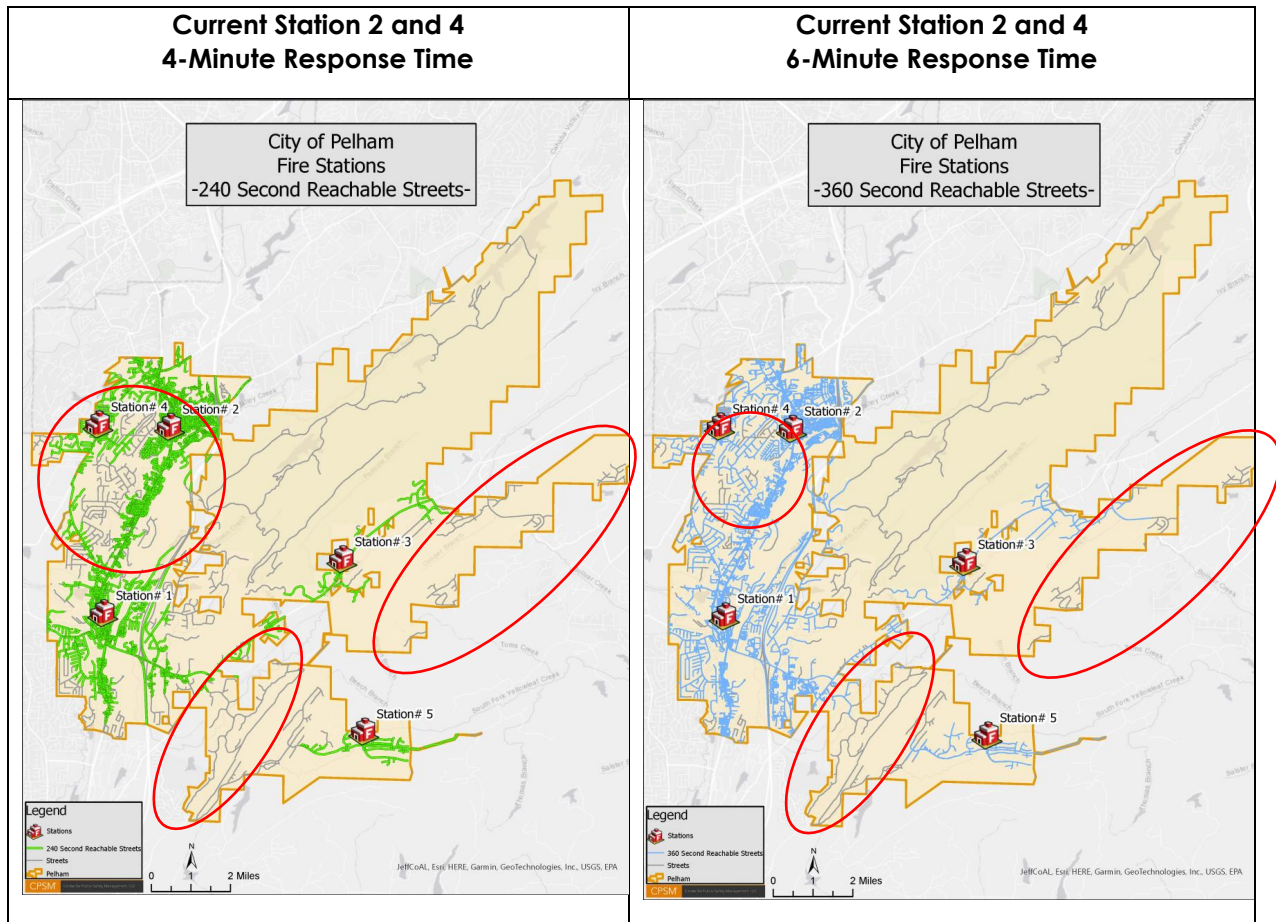 Current Station 2 and 4
4-Minute Response Time
Current Station 2 and 4
6-Minute Response Time
City of Pelham
Fire Stations
-240 Second Reachable Streets-
Station# 4
Station# 2
Station# 3
Station# 1
Station# 5
Legend
Stations
240 Second Reachable Streets
Streets
Pelham
CPSM
N
0 1 2 Miles
JeffCoAL, Esri, HERE, Garmin, GeoTechnologies, Inc., USGS, EPA
City of Pelham
Fire Stations
-360 Second Reachable Streets-
Station# 4
Station# 2
Station# 3
Station# 1
Station# 5
Legend
Stations
360 Second Reachable Streets
Streets
Pelham
CPSM
N
0 1 2 Miles
JeffCoAL, Esri, HERE, Garmin, GeoTechnologies, Inc., USGS, EPA